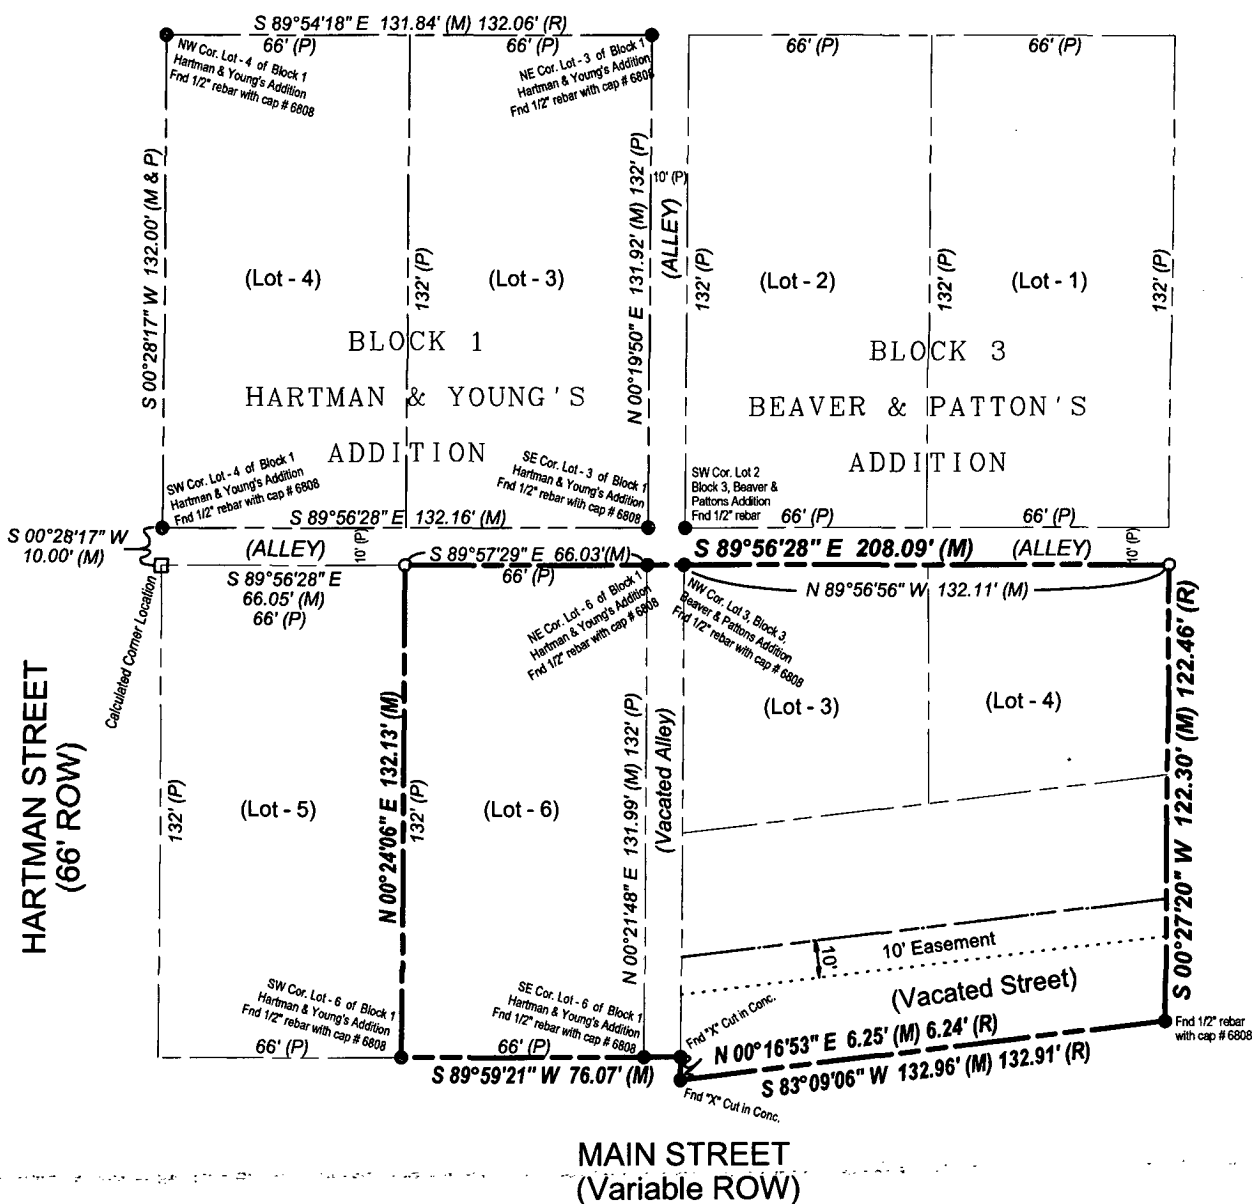 S 89°54'18" E 131.84' (M) 132.06' (R)
66' (P)
66' (P)
66' (P)
66' (P)
NW Cor. Lot - 4 of Block 1
Hartman & Young's Addition
Fnd 1/2" rebar with cap # 6808
NE Cor. Lot - 3 of Block 1
Hartman & Young's Addition
Fnd 1/2" rebar with cap # 6808
S 00°28'17" W 132.00' (M & P)
132' (P)
N 00°19'50" E 131.92' (M) 132' (P)
10' (P)
(ALLEY)
132' (P)
132' (P)
132' (P)
(Lot - 4)
(Lot - 3)
(Lot - 2)
(Lot - 1)
BLOCK 1
HARTMAN & YOUNG'S
ADDITION
BLOCK 3
BEAVER & PATTON'S
ADDITION
SW Cor. Lot - 4 of Block 1
Hartman & Young's Addition
Fnd 1/2" rebar with cap # 6808
SE Cor. Lot - 3 of Block 1
Hartman & Young's Addition
Fnd 1/2" rebar with cap # 6808
SW Cor. Lot 2
Block 3, Beaver &
Pattons Addition
Fnd 1/2" rebar
66' (P)
66' (P)
S 89°56'28" E 132.16' (M)
S 00°28'17" W
10.00' (M)
(ALLEY)
10' (P)
S 89°57'29" E 66.03'(M)
66' (P)
S 89°56'28" E 208.09' (M)
(ALLEY)
10' (P)
S 89°56'28" E
66.05' (M)
66' (P)
N 89°56'56" W 132.11' (M)
Calculated Corner Location
NE Cor. Lot - 6 of Block 1
Hartman & Young's Addition
Fnd 1/2" rebar with cap # 6808
NW Cor. Lot 3, Block 3,
Beaver & Pattons Addition
Fnd 1/2" rebar with cap # 6808
HARTMAN STREET
(66' ROW)
132' (P)
(Lot - 5)
N 00°24'06" E 132.13' (M)
132' (P)
(Lot - 6)
N 00°21'48" E 131.99' (M) 132' (P)
(Vacated Alley)
(Lot - 3)
(Lot - 4)
S 00°27'20" W 122.30' (M) 122.46' (R)
10' Easement
10'
(Vacated Street)
SW Cor. Lot - 6 of Block 1
Hartman & Young's Addition
Fnd 1/2" rebar with cap # 6808
SE Cor. Lot - 6 of Block 1
Hartman & Young's Addition
Fnd 1/2" rebar with cap # 6808
Fnd "X" Cut in Conc.
N 00°16'53" E 6.25' (M) 6.24' (R)
Fnd 1/2" rebar
with cap # 6808
66' (P)
66' (P)
S 89°59'21" W 76.07' (M)
S 83°09'06" W 132.96' (M) 132.91' (R)
Fnd "X" Cut in Conc.
MAIN STREET
(Variable ROW)